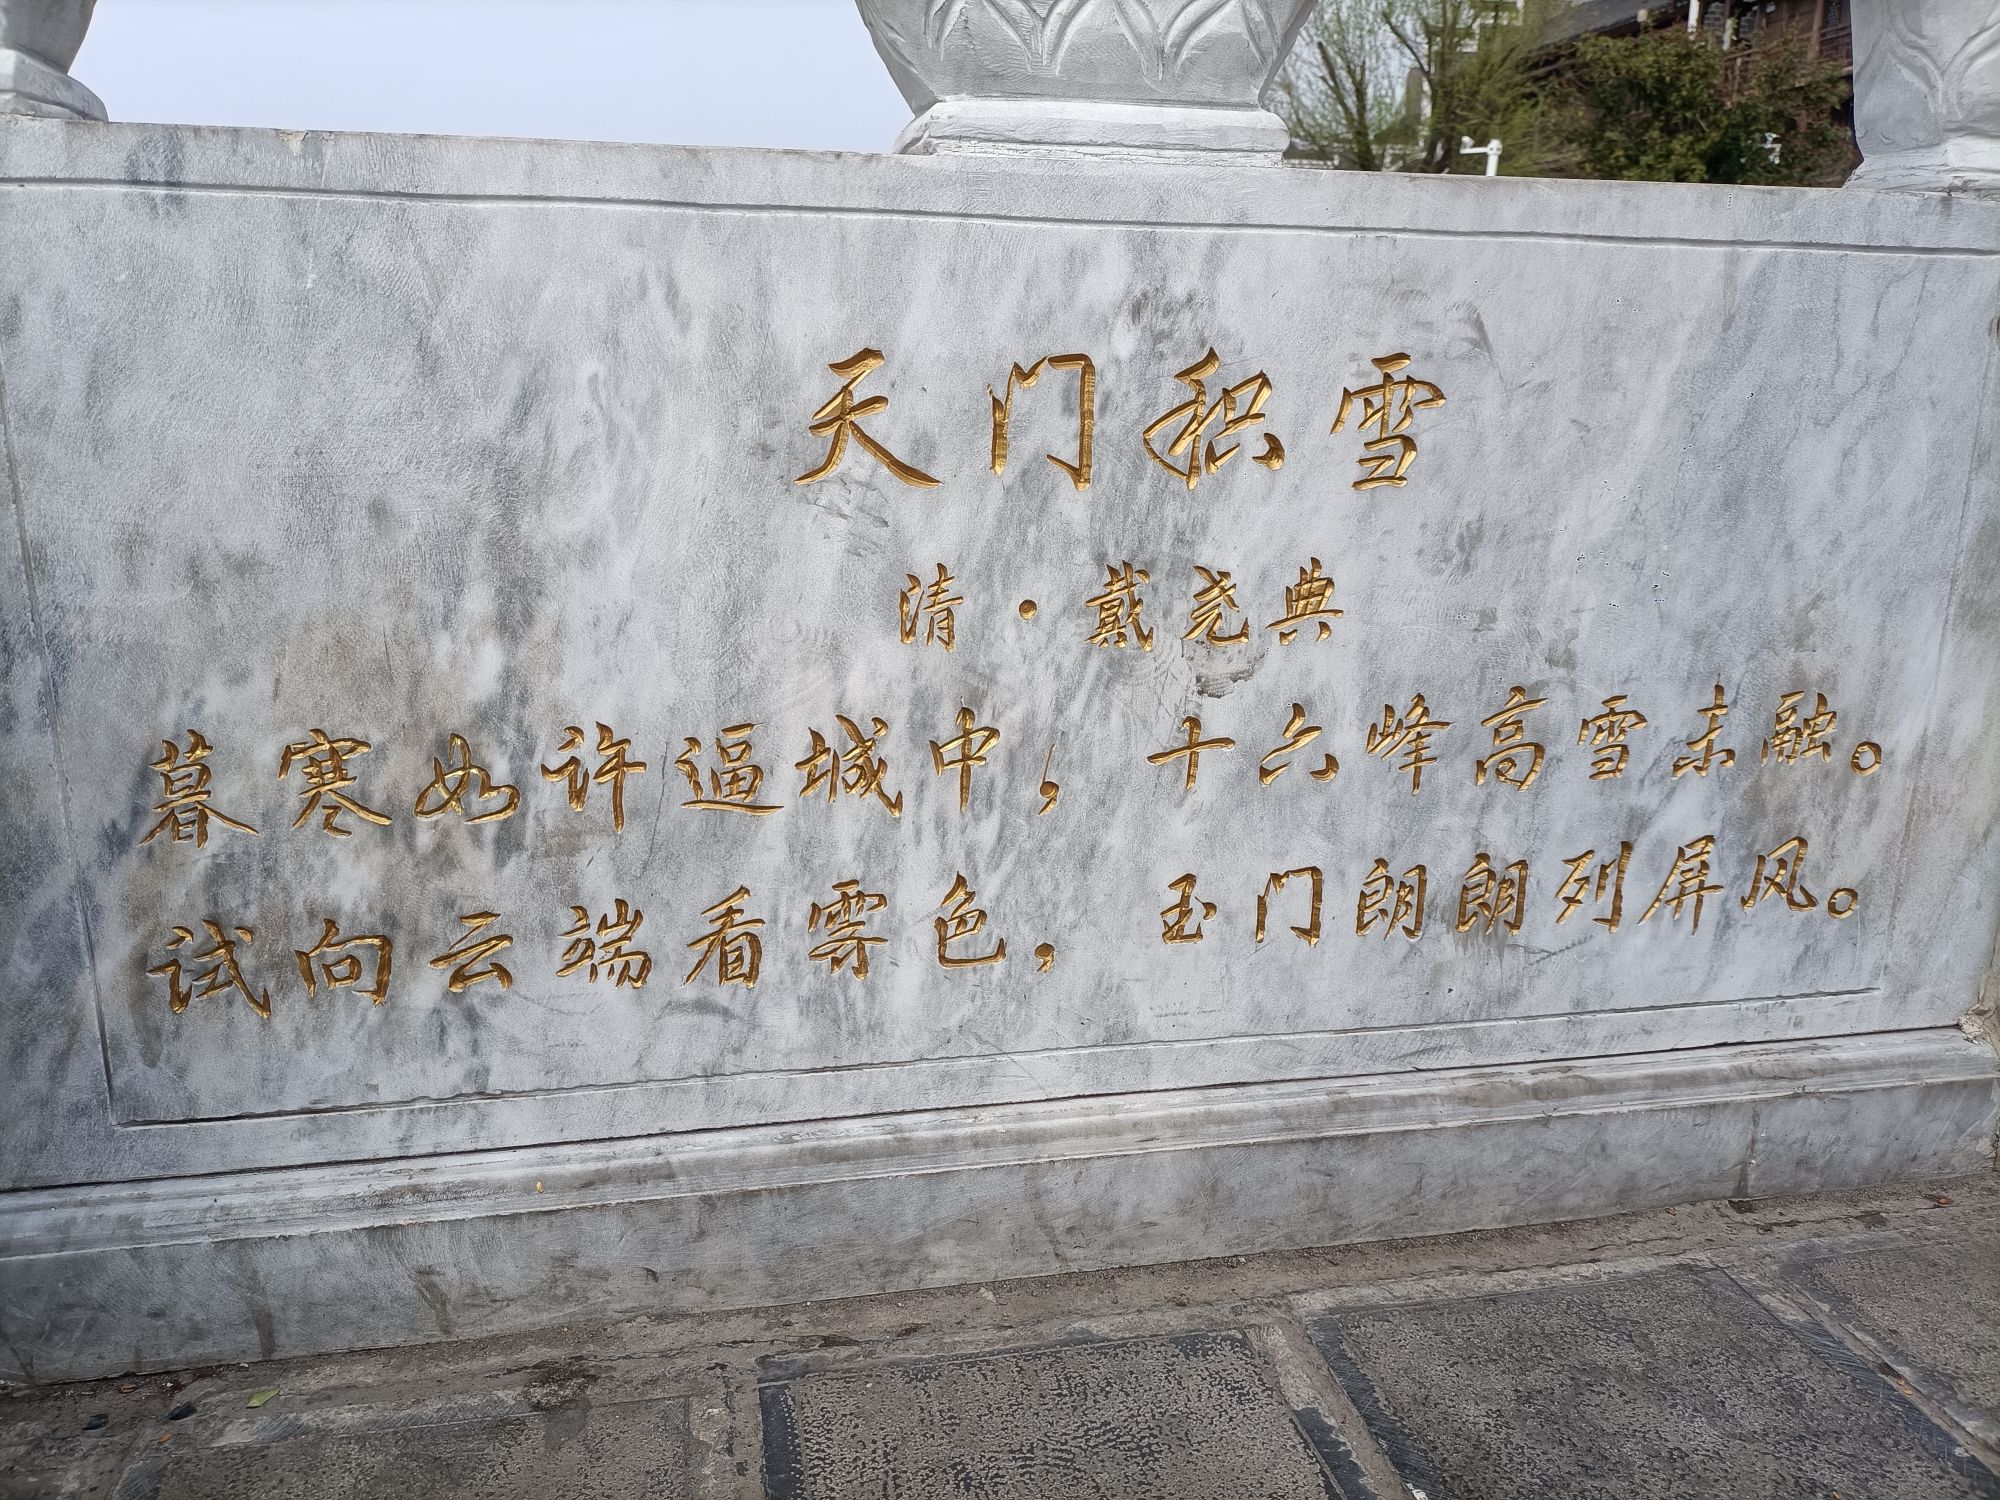 天门积雪
清·戴尧典
暮寒如许逼城中，十六峰高雪未融。
试向云端看霁色，玉门朗朗列屏风。